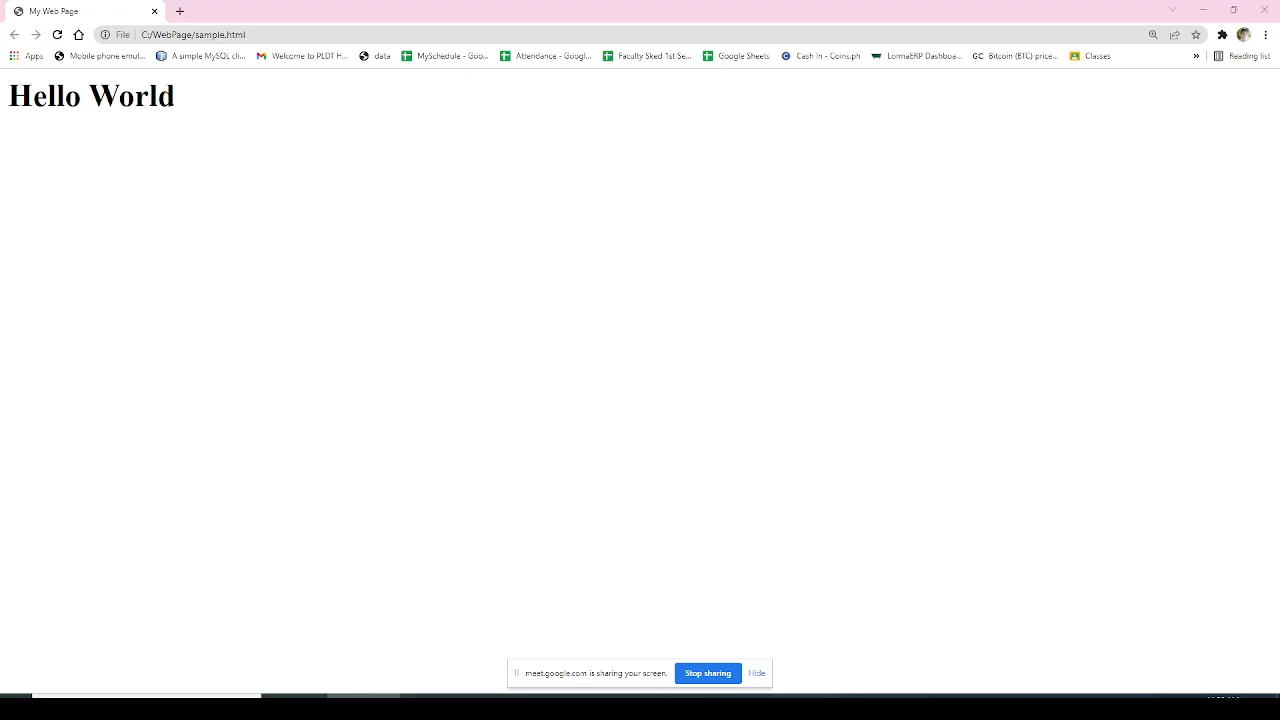 My Web Page
File C:/WebPage/sample.html
Apps Mobile phone emul... A simple MySQL cli... Welcome to PLDT H... data MySchedule - Goo... Attendance - Googl... Faculty Sked 1st Se... Google Sheets Cash In - Coins.ph LormaERP Dashboa... GC Bitcoin (BTC) price... Classes » Reading list
Hello World
meet.google.com is sharing your screen. Stop sharing Hide